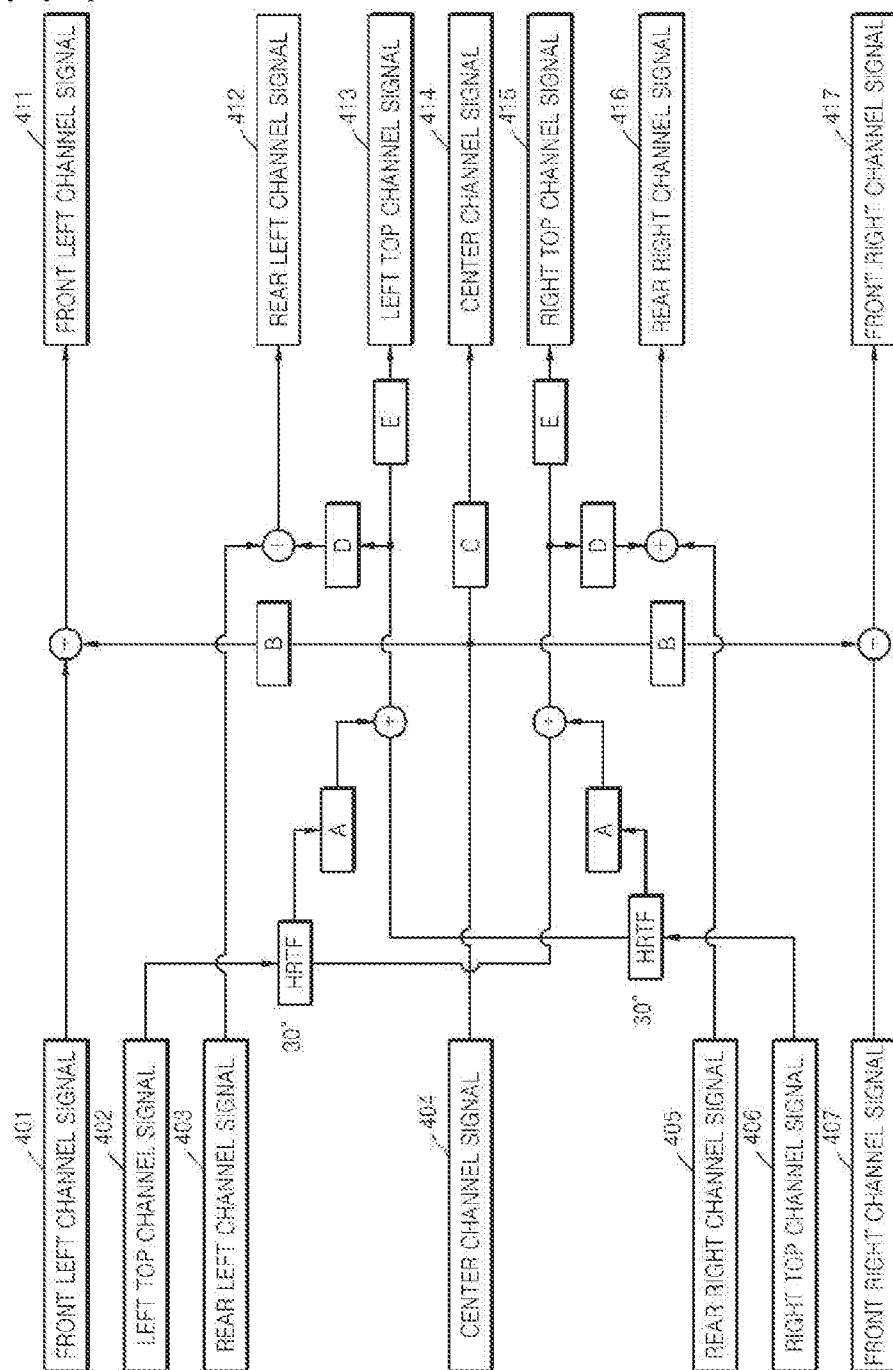 401
FRONT LEFT CHANNEL SIGNAL
402
LEFT TOP CHANNEL SIGNAL
403
REAR LEFT CHANNEL SIGNAL
404
CENTER CHANNEL SIGNAL
405
REAR RIGHT CHANNEL SIGNAL
406
RIGHT TOP CHANNEL SIGNAL
407
FRONT RIGHT CHANNEL SIGNAL
30°
HRTF
30°
HRTF
A
A
+
+
B
B
-
-
C
D
D
+
+
E
E
411
FRONT LEFT CHANNEL SIGNAL
412
REAR LEFT CHANNEL SIGNAL
413
LEFT TOP CHANNEL SIGNAL
414
CENTER CHANNEL SIGNAL
415
RIGHT TOP CHANNEL SIGNAL
416
REAR RIGHT CHANNEL SIGNAL
417
FRONT RIGHT CHANNEL SIGNAL